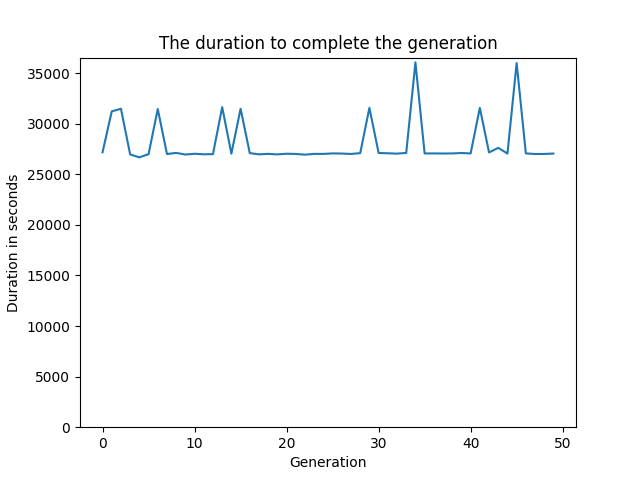 The duration to complete the generation
35000
30000
25000
20000
15000
10000
5000
0
Duration in seconds
0 10 20 30 40 50
Generation